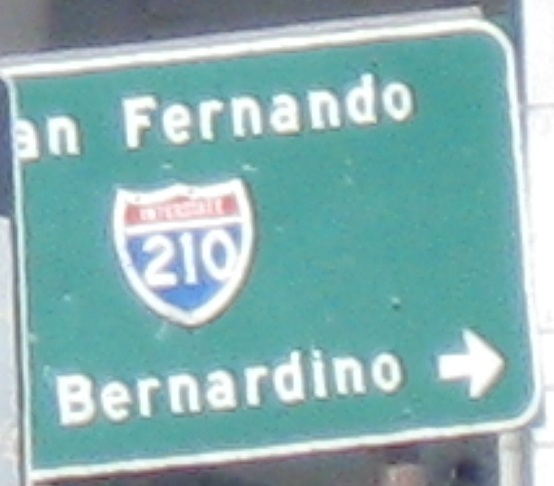 an Fernando
INTERSTATE
210
Bernardino